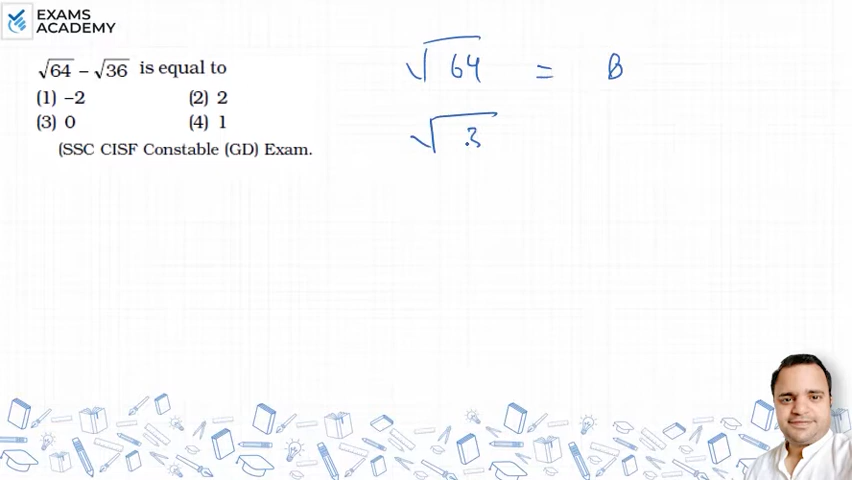 EXAMS
ACADEMY
√64 – √36 is equal to
(1) –2 (2) 2
(3) 0 (4) 1
(SSC CISF Constable (GD) Exam.
√64 = 8
√3